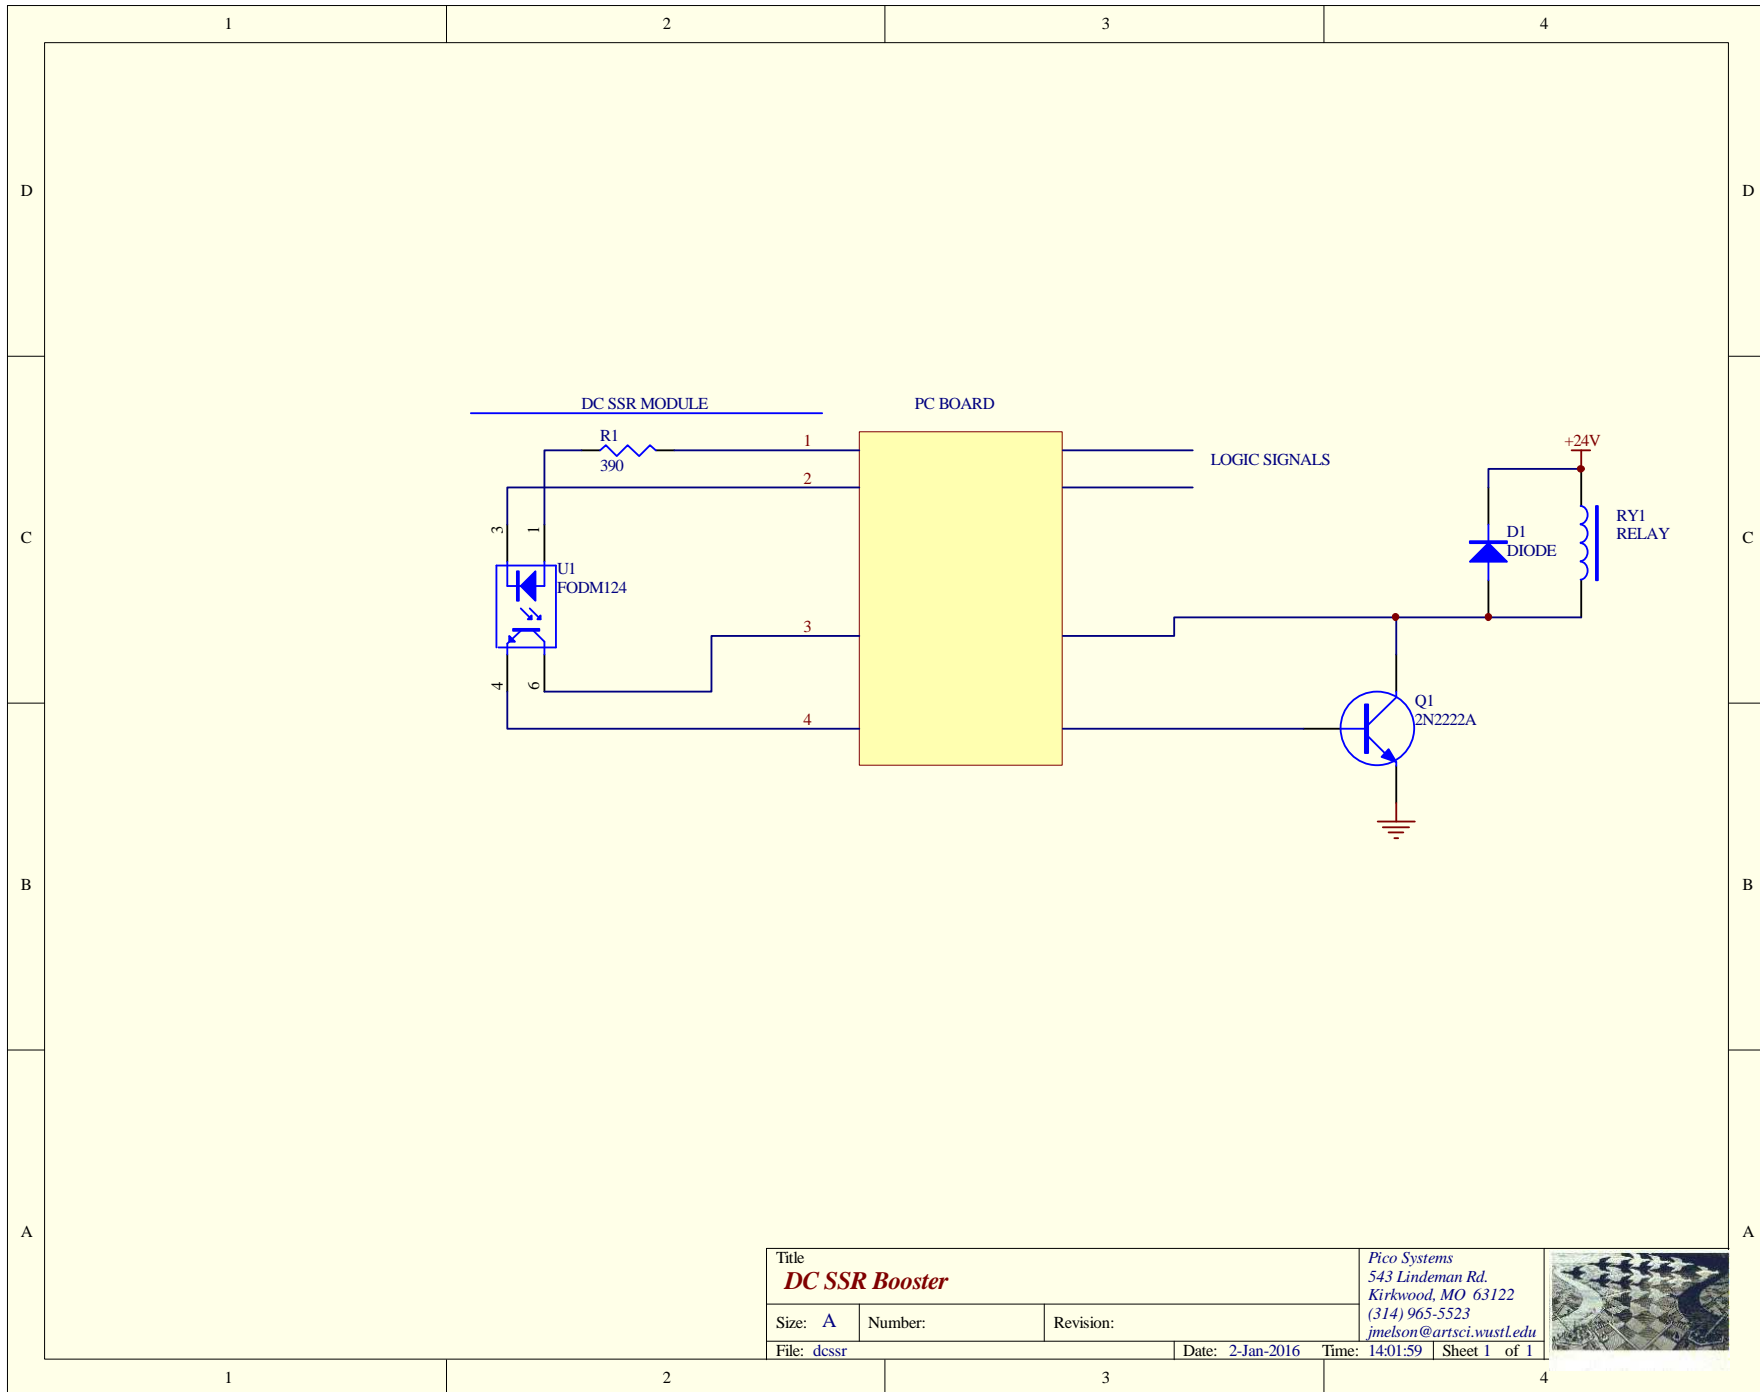 1 2 3 4
D D
DC SSR MODULE PC BOARD
R1
390
1
+24V
LOGIC SIGNALS
2
3 1
RY1
RELAY
C C
D1
DIODE
U1
FODM124
3
4 6
Q1
2N2222A
4
B B
A A
Title
DC SSR Booster
Size: A Number: Revision:
File: dcssr Date: 2-Jan-2016 Time: 14:01:59 Sheet 1 of 1
Pico Systems
543 Lindeman Rd.
Kirkwood, MO 63122
(314) 965-5523
jmelson@artsci.wustl.edu
1 2 3 4